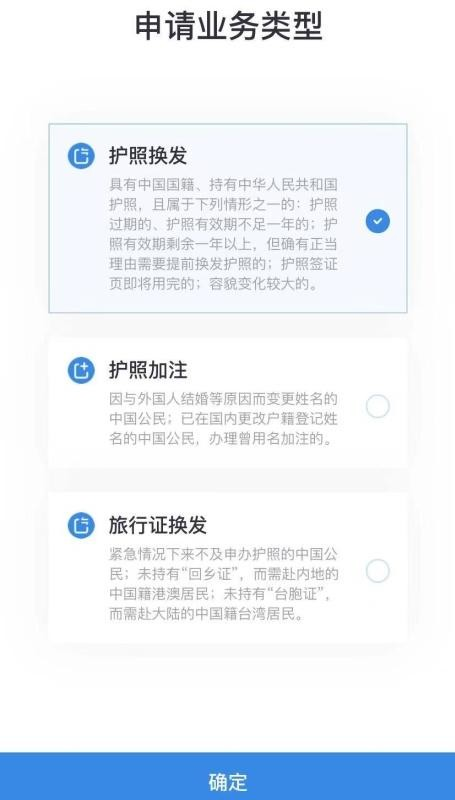 申请业务类型
护照换发
具有中国国籍、持有中华人民共和国
护照，且属于下列情形之一的：护照
过期的、护照有效期不足一年的；护
照有效期剩余一年以上，但确有正当
理由需要提前换发护照的；护照签证
页即将用完的；容貌变化较大的。
护照加注
因与外国人结婚等原因而变更姓名的
中国公民；已在国内更改户籍登记姓
名的中国公民，办理曾用名加注的。
旅行证换发
紧急情况下来不及申办护照的中国公
民；未持有“回乡证”，而需赴内地的
中国籍港澳居民；未持有“台胞证”，
而需赴大陆的中国籍台湾居民。
确定